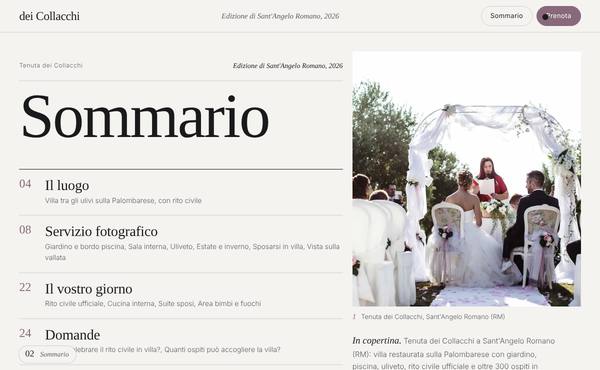 dei Collacchi
Edizione di Sant'Angelo Romano, 2026
Sommario
Prenota
Tenuta dei Collacchi
Edizione di Sant'Angelo Romano, 2026
Sommario
04
Il luogo
Villa tra gli ulivi sulla Palombarese, con rito civile
08
Servizio fotografico
Giardino e bordo piscina, Sala interna, Uliveto, Estate e inverno, Sposarsi in villa, Vista sulla
vallata
22
Il vostro giorno
Rito civile ufficiale, Cucina interna, Suite sposi, Area bimbi e fuochi
24
Domande
celebrare il rito civile in villa?, Quanti ospiti può accogliere la villa?
02 Sommario
1 Tenuta dei Collacchi, Sant'Angelo Romano (RM)
In copertina. Tenuta dei Collacchi a Sant'Angelo Romano
(RM): villa restaurata sulla Palombarese con giardino,
piscina, uliveto, rito civile ufficiale e oltre 300 ospiti in